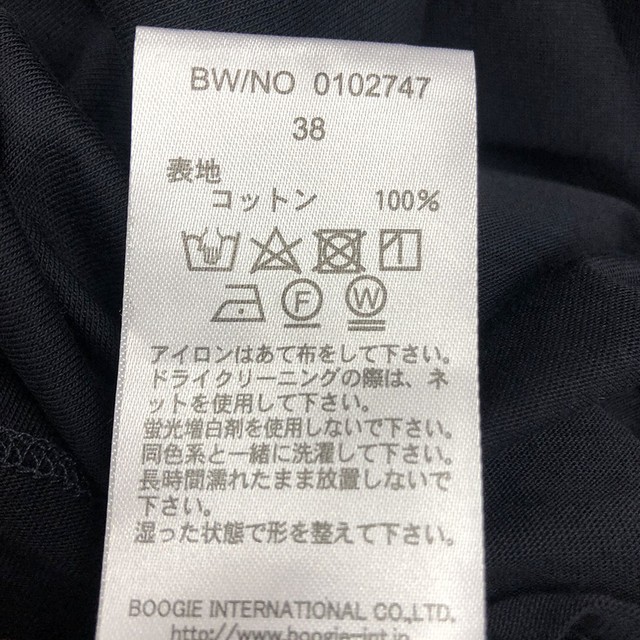 BW/NO 0102747
38
表地
コットン 100%
F W
アイロンはあて布をして下さい。
ドライクリーニングの際は、ネ
ットを使用して下さい。
蛍光増白剤を使用しないで下さい。
同色系と一緒に洗濯して下さい。
長時間濡れたまま放置しないで
下さい。
湿った状態で形を整えて下さい。
BOOGIE INTERNATIONAL CO.,LTD.
http://www.boogie-int.jp